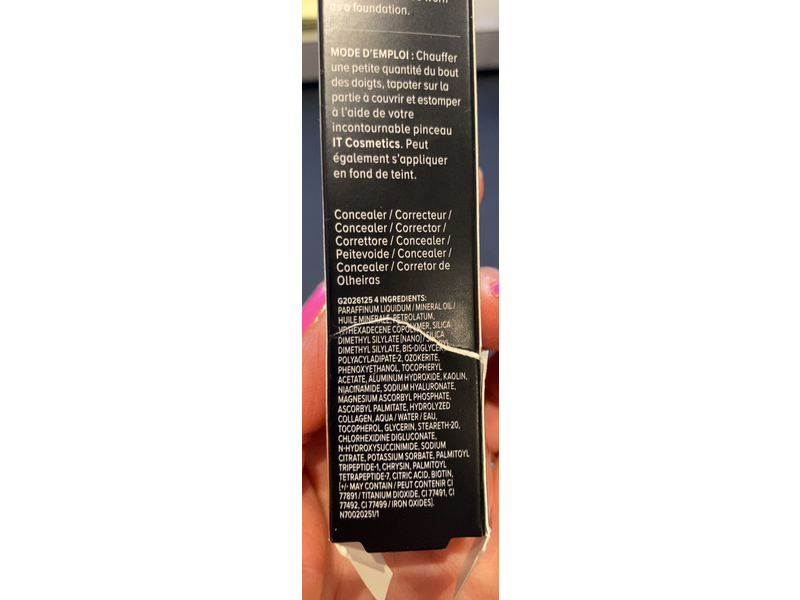 as a foundation.
MODE D'EMPLOI : Chauffer
une petite quantité du bout
des doigts, tapoter sur la
partie à couvrir et estomper
à l'aide de votre
incontournable pinceau
IT Cosmetics. Peut
également s'appliquer
en fond de teint.
Concealer / Correcteur /
Concealer / Corrector /
Correttore / Concealer /
Peitevoide / Concealer /
Concealer / Corretor de
Olheiras
G2026125 4 INGREDIENTS:
PARAFFINUM LIQUIDUM / MINERAL OIL /
HUILE MINERALE, PETROLATUM,
VP/HEXADECENE COPOLYMER, SILICA
DIMETHYL SILYLATE [NANO] / SILICA
DIMETHYL SILYLATE, BIS-DIGLYCERYL
POLYACYLADIPATE-2, OZOKERITE,
PHENOXYETHANOL, TOCOPHERYL
ACETATE, ALUMINUM HYDROXIDE, KAOLIN,
NIACINAMIDE, SODIUM HYALURONATE,
MAGNESIUM ASCORBYL PHOSPHATE,
ASCORBYL PALMITATE, HYDROLYZED
COLLAGEN, AQUA / WATER / EAU,
TOCOPHEROL, GLYCERIN, STEARETH-20,
CHLORHEXIDINE DIGLUCONATE,
N-HYDROXYSUCCINIMIDE, SODIUM
CITRATE, POTASSIUM SORBATE, PALMITOYL
TRIPEPTIDE-1, CHRYSIN, PALMITOYL
TETRAPEPTIDE-7, CITRIC ACID, BIOTIN,
[+/- MAY CONTAIN / PEUT CONTENIR CI
77891 / TITANIUM DIOXIDE, CI 77491, CI
77492, CI 77499 / IRON OXIDES].
N70020251/1